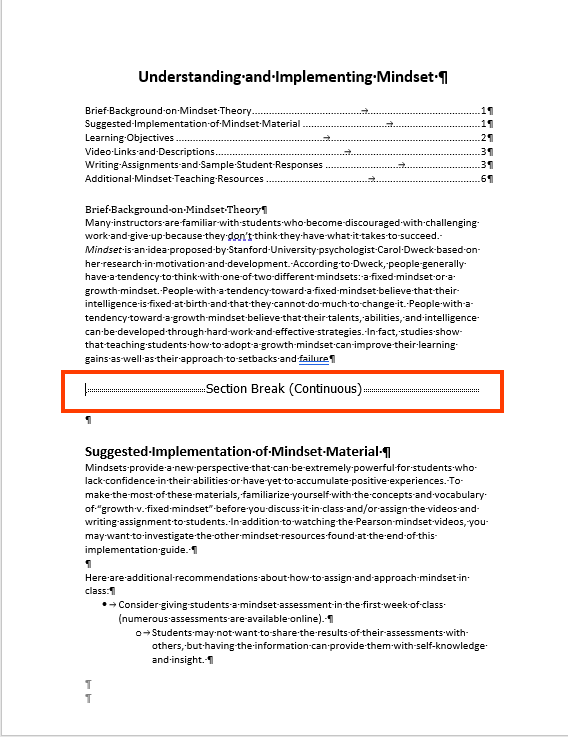 Understanding·and·Implementing·Mindset·¶
Brief·Background·on·Mindset·Theory..............................→..............................1¶
Suggested·Implementation·of·Mindset·Material..............................→..............................1¶
Learning·Objectives..............................→..............................2¶
Video·Links·and·Descriptions..............................→..............................3¶
Writing·Assignments·and·Sample·Student·Responses..............................→..............................3¶
Additional·Mindset·Teaching·Resources..............................→..............................6¶
Brief·Background·on·Mindset·Theory¶
Many·instructors·are·familiar·with·students·who·become·discouraged·with·challenging·
work·and·give·up·because·they·don't·think·they·have·what·it·takes·to·succeed.·
Mindset·is·an·idea·proposed·by·Stanford·University·psychologist·Carol·Dweck·based·on·
her·research·in·motivation·and·development.·According·to·Dweck,·people·generally·
have·a·tendency·to·think·with·one·of·two·different·mindsets:·a·fixed·mindset·or·a·
growth·mindset.·People·with·a·tendency·toward·a·fixed·mindset·believe·that·their·
intelligence·is·fixed·at·birth·and·that·they·cannot·do·much·to·change·it.·People·with·a·
tendency·toward·a·growth·mindset·believe·that·their·talents,·abilities,·and·intelligence·
can·be·developed·through·hard·work·and·effective·strategies.·In·fact,·studies·show·
that·teaching·students·how·to·adopt·a·growth·mindset·can·improve·their·learning·
gains·as·well·as·their·approach·to·setbacks·and·failure¶
Section Break (Continuous)
¶
Suggested·Implementation·of·Mindset·Material·¶
Mindsets·provide·a·new·perspective·that·can·be·extremely·powerful·for·students·who·
lack·confidence·in·their·abilities·or·have·yet·to·accumulate·positive·experiences.·To·
make·the·most·of·these·materials,·familiarize·yourself·with·the·concepts·and·vocabulary·
of·"growth·v.·fixed·mindset"·before·you·discuss·it·in·class·and/or·assign·the·videos·and·
writing·assignment·to·students.·In·addition·to·watching·the·Pearson·mindset·videos,·you·
may·want·to·investigate·the·other·mindset·resources·found·at·the·end·of·this·
implementation·guide.·¶
¶
Here·are·additional·recommendations·about·how·to·assign·and·approach·mindset·in·
class:¶
•→Consider·giving·students·a·mindset·assessment·in·the·first·week·of·class·
(numerous·assessments·are·available·online).·¶
o→Students·may·not·want·to·share·the·results·of·their·assessments·with·
others,·but·having·the·information·can·provide·them·with·self-knowledge·
and·insight.·¶
¶
¶